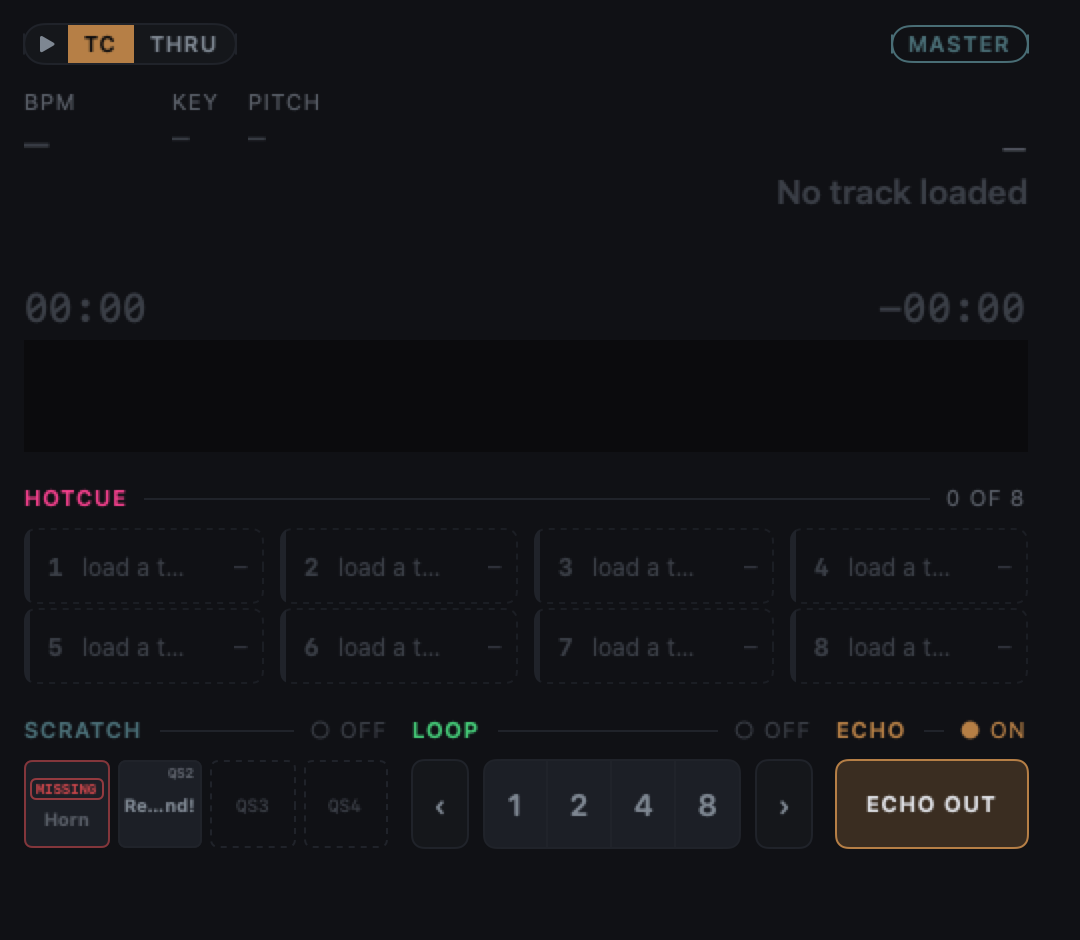 TC THRU MASTER
BPM KEY PITCH
– – – –
No track loaded
00:00 –00:00
HOTCUE 0 OF 8
1 load a t... – 2 load a t... – 3 load a t... – 4 load a t... –
5 load a t... – 6 load a t... – 7 load a t... – 8 load a t... –
SCRATCH OFF LOOP OFF ECHO ON
MISSING
Horn
QS2
Re...nd!
QS3
QS4
‹ 1 2 4 8 ›
ECHO OUT